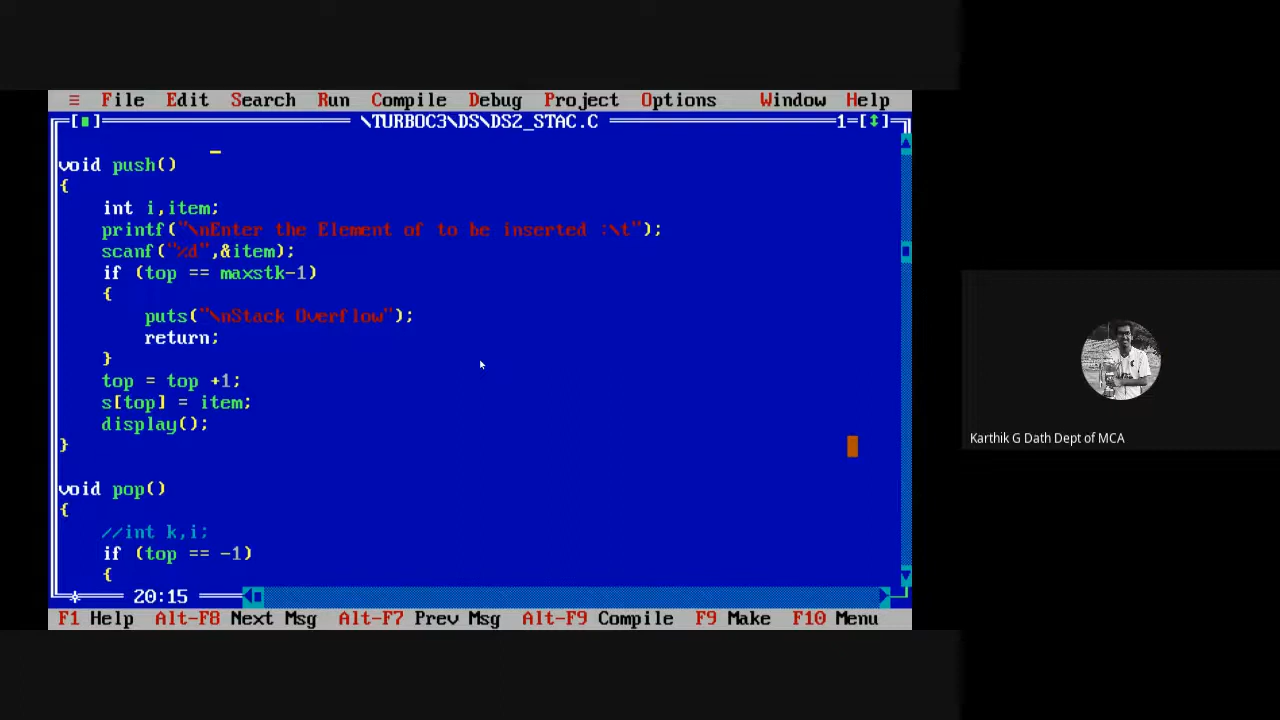 ≡ File Edit Search Run Compile Debug Project Options Window Help
[■] \TURBOC3\DS\DS2_STAC.C 1=[↕]
void push()
{
int i,item;
printf("\nEnter the Element of to be inserted :\t");
scanf("%d",&item);
if (top == maxstk-1)
{
puts("\nStack Overflow");
return;
}
top = top +1;
s[top] = item;
display();
}
void pop()
{
//int k,i;
if (top == -1)
{
20:15
F1 Help Alt-F8 Next Msg Alt-F7 Prev Msg Alt-F9 Compile F9 Make F10 Menu
Karthik G Dath Dept of MCA